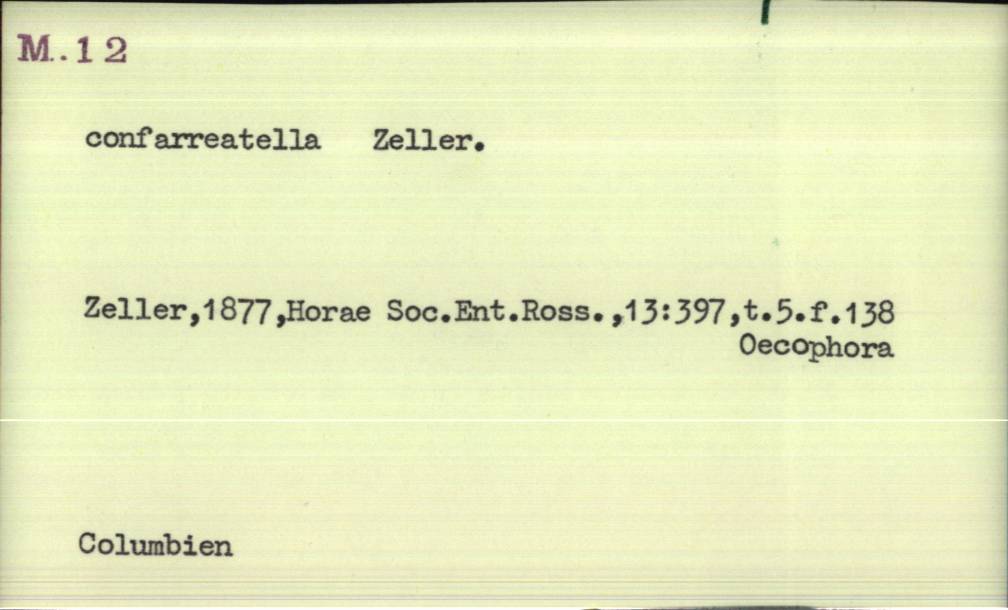 M.12
confarreatella Zeller.
Zeller,1877,Horae Soc.Ent.Ross.,13:397,t.5.f.138
Oecophora
Columbien